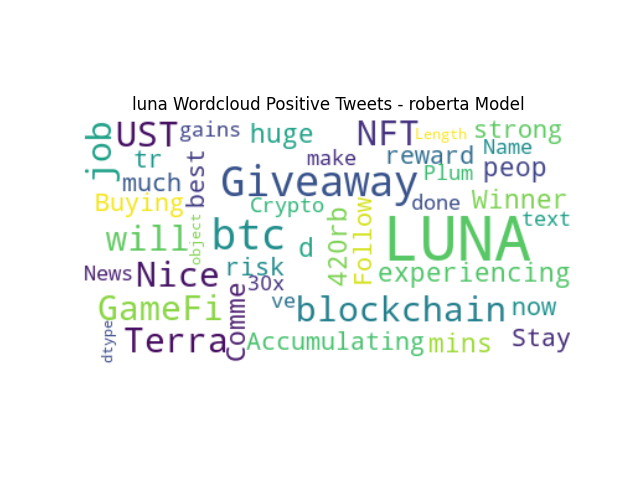 luna Wordcloud Positive Tweets - roberta Model
job UST gains huge NFT Length strong
tr make reward Name
much best Giveaway Plum peop
Buying Crypto done Winner
will object btc d 420rb Follow LUNA text
News Nice risk 30x experiencing
GameFi Comme ve blockchain now
dtype Terra Accumulating mins Stay